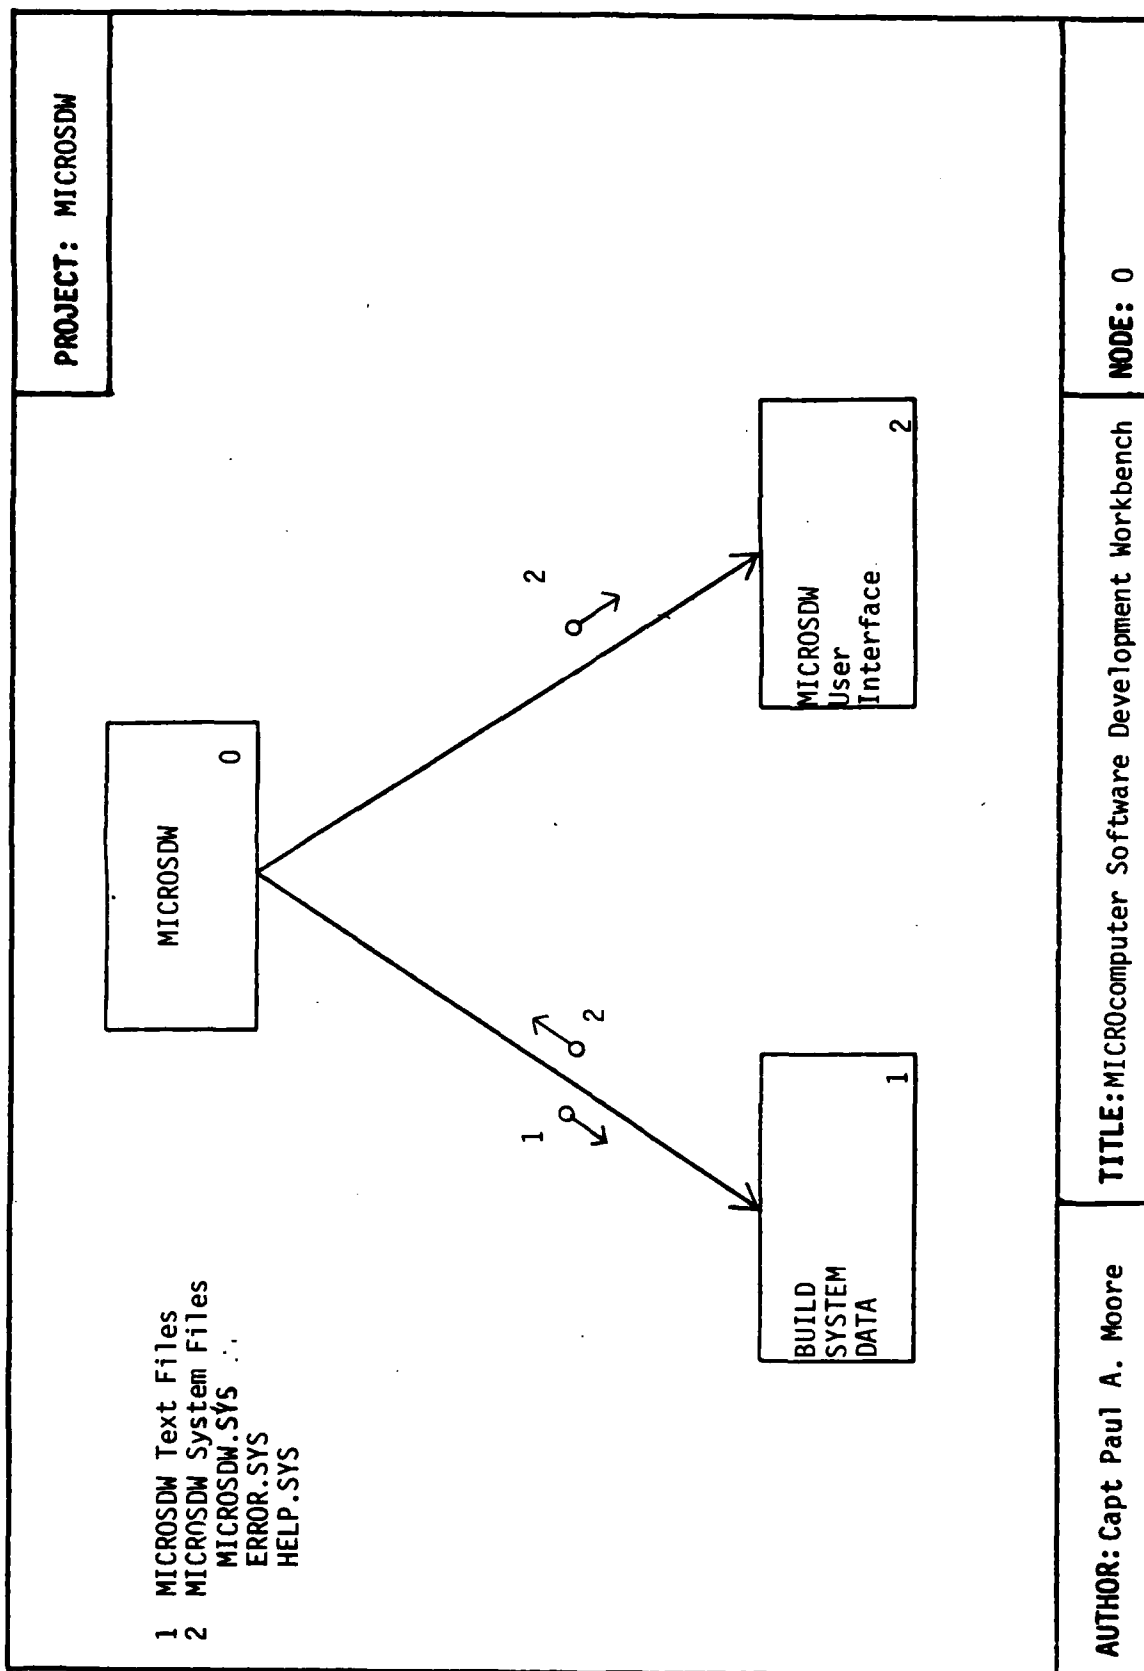 PROJECT: MICROSDW
1 MICROSDW Text Files
2 MICROSDW System Files
MICROSDW.SYS
ERROR.SYS
HELP.SYS
MICROSDW
0
1
2
2
BUILD
SYSTEM
DATA
1
MICROSDW
User
Interface
2
AUTHOR: Capt Paul A. Moore
TITLE: MICROcomputer Software Development Workbench
NODE: 0